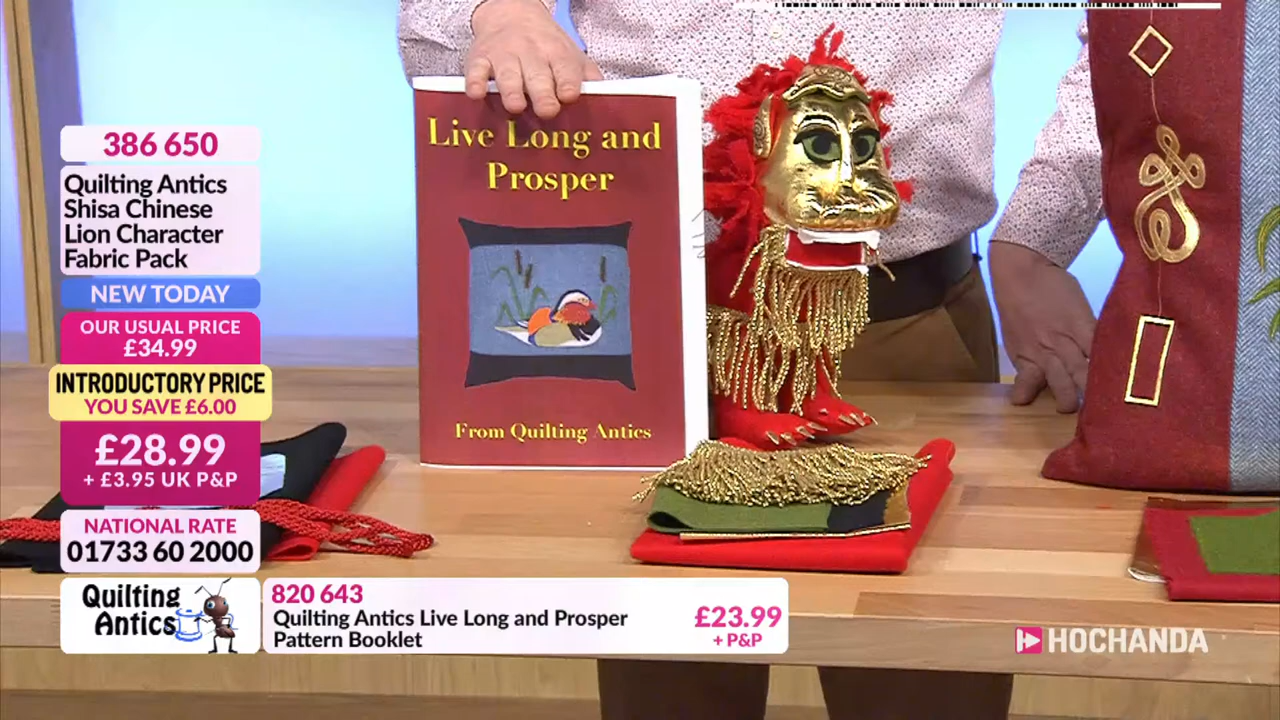 386 650
Quilting Antics
Shisa Chinese
Lion Character
Fabric Pack
NEW TODAY
OUR USUAL PRICE
£34.99
INTRODUCTORY PRICE
YOU SAVE £6.00
£28.99
+ £3.95 UK P&P
NATIONAL RATE
01733 60 2000
Live Long and
Prosper
From Quilting Antics
Quilting
Antics
820 643
Quilting Antics Live Long and Prosper
Pattern Booklet
£23.99
+ P&P
HOCHANDA